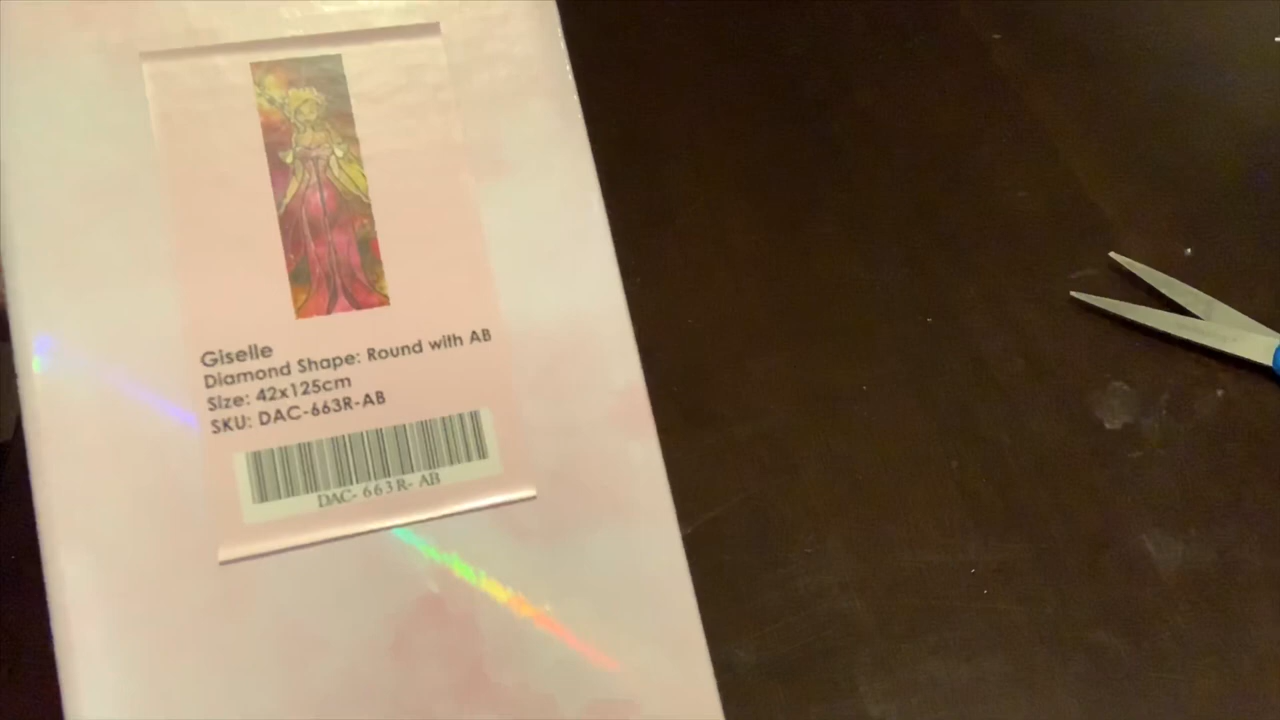 Giselle
Diamond Shape: Round with AB
Size: 42x125cm
SKU: DAC-663R-AB
DAC- 663R- AB